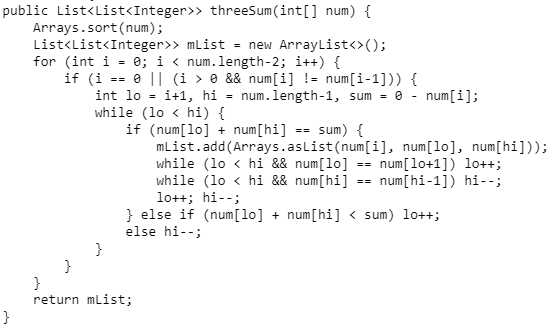 public List<List<Integer>> threeSum(int[] num) {
    Arrays.sort(num);
    List<List<Integer>> mList = new ArrayList<>();
    for (int i = 0; i < num.length-2; i++) {
        if (i == 0 || (i > 0 && num[i] != num[i-1])) {
            int lo = i+1, hi = num.length-1, sum = 0 - num[i];
            while (lo < hi) {
                if (num[lo] + num[hi] == sum) {
                    mList.add(Arrays.asList(num[i], num[lo], num[hi]));
                    while (lo < hi && num[lo] == num[lo+1]) lo++;
                    while (lo < hi && num[hi] == num[hi-1]) hi--;
                    lo++; hi--;
                } else if (num[lo] + num[hi] < sum) lo++;
                else hi--;
            }
        }
    }
    return mList;
}